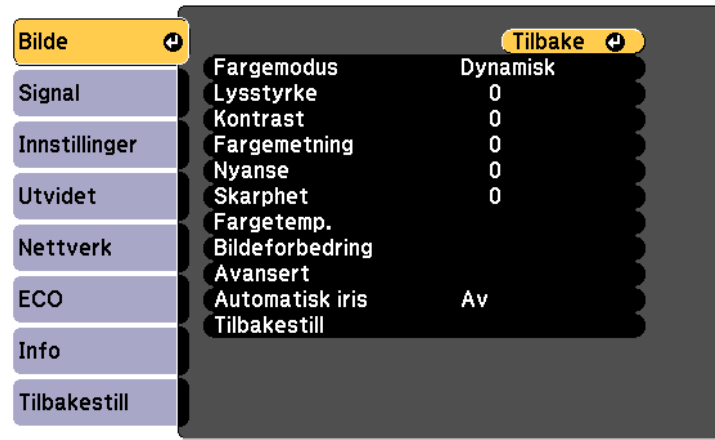 Bilde
Signal
Innstillinger
Utvidet
Nettverk
ECO
Info
Tilbakestill
Tilbake
Fargemodus Dynamisk
Lysstyrke 0
Kontrast 0
Fargemetning 0
Nyanse 0
Skarphet 0
Fargetemp.
Bildeforbedring
Avansert
Automatisk iris Av
Tilbakestill